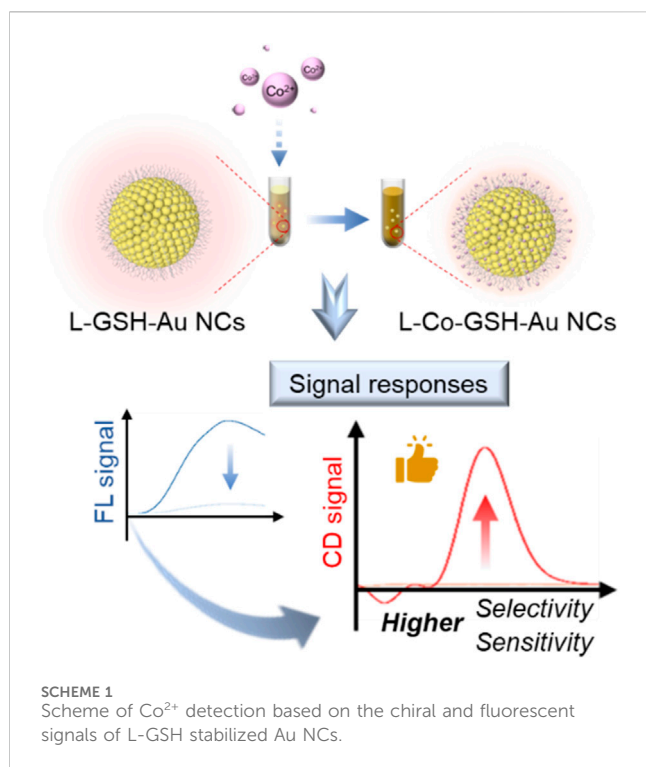 Co²⁺
Co²⁺
Co²⁺
L-GSH-Au NCs
L-Co-GSH-Au NCs
Signal responses
FL signal
CD signal
Higher Selectivity
Sensitivity
SCHEME 1
Scheme of Co²⁺ detection based on the chiral and fluorescent
signals of L-GSH stabilized Au NCs.